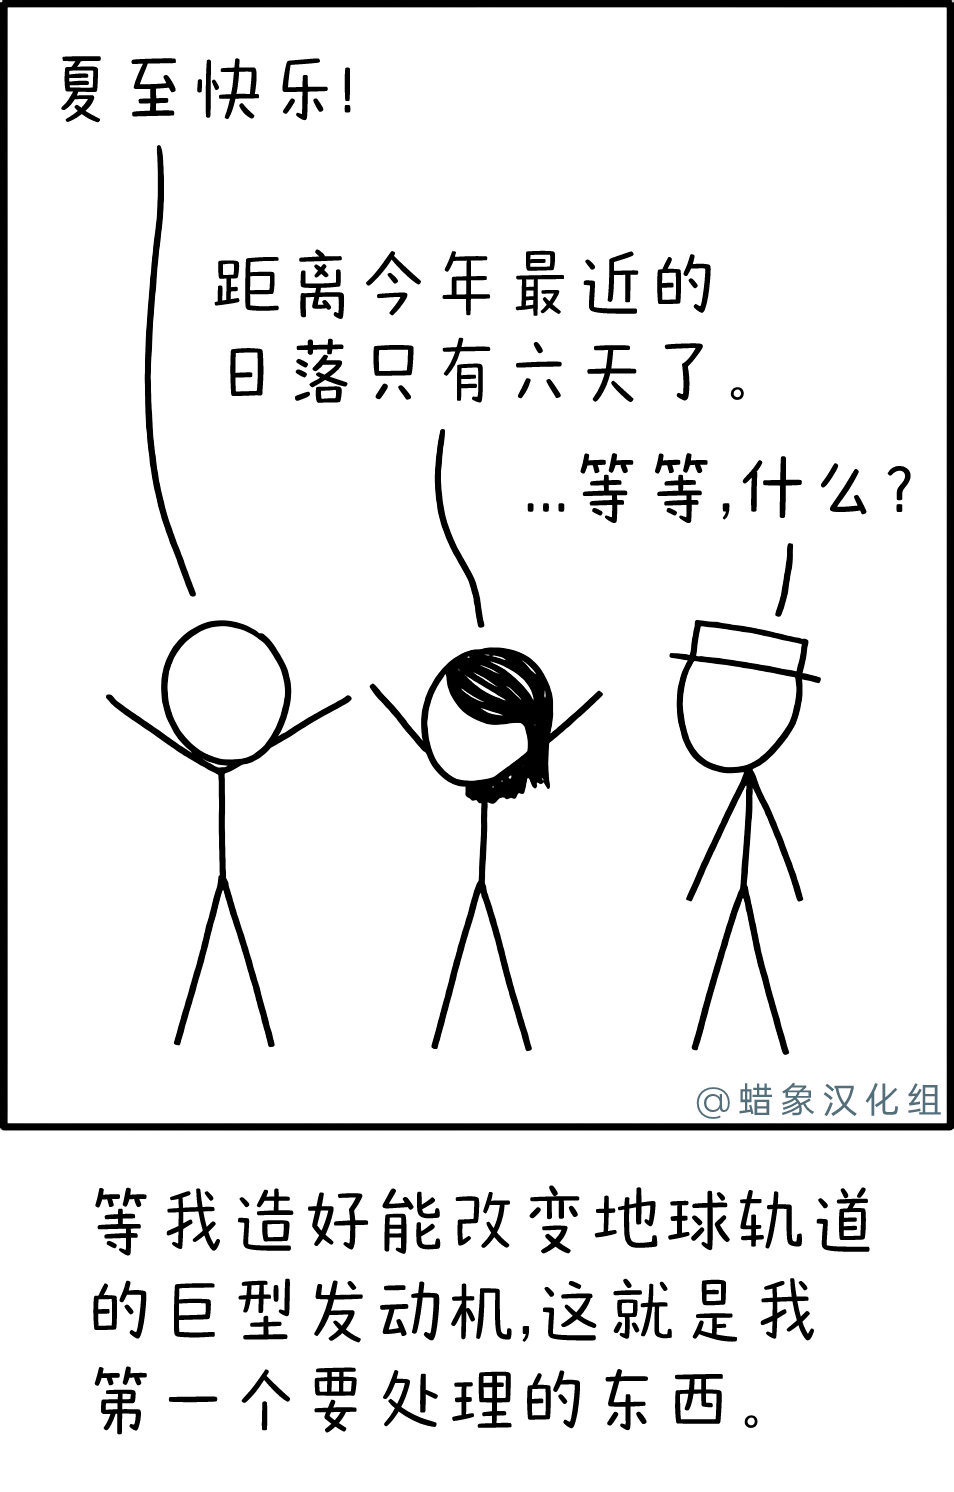 夏至快乐!
距离今年最近的
日落只有六天了。
...等等,什么?
@蜡象汉化组
等我造好能改变地球轨道
的巨型发动机,这就是我
第一个要处理的东西。